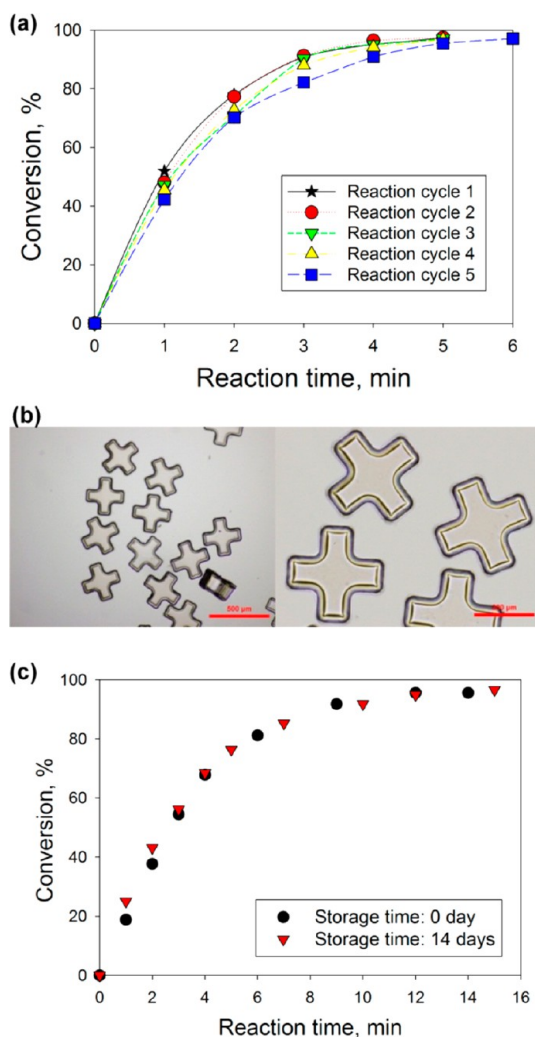 (a)
100
80
60
40
20
0
Conversion, %
Reaction cycle 1
Reaction cycle 2
Reaction cycle 3
Reaction cycle 4
Reaction cycle 5
0 1 2 3 4 5 6
Reaction time, min
(b)
500 µm
(c)
100
80
60
40
20
0
Conversion, %
Storage time: 0 day
Storage time: 14 days
0 2 4 6 8 10 12 14 16
Reaction time, min